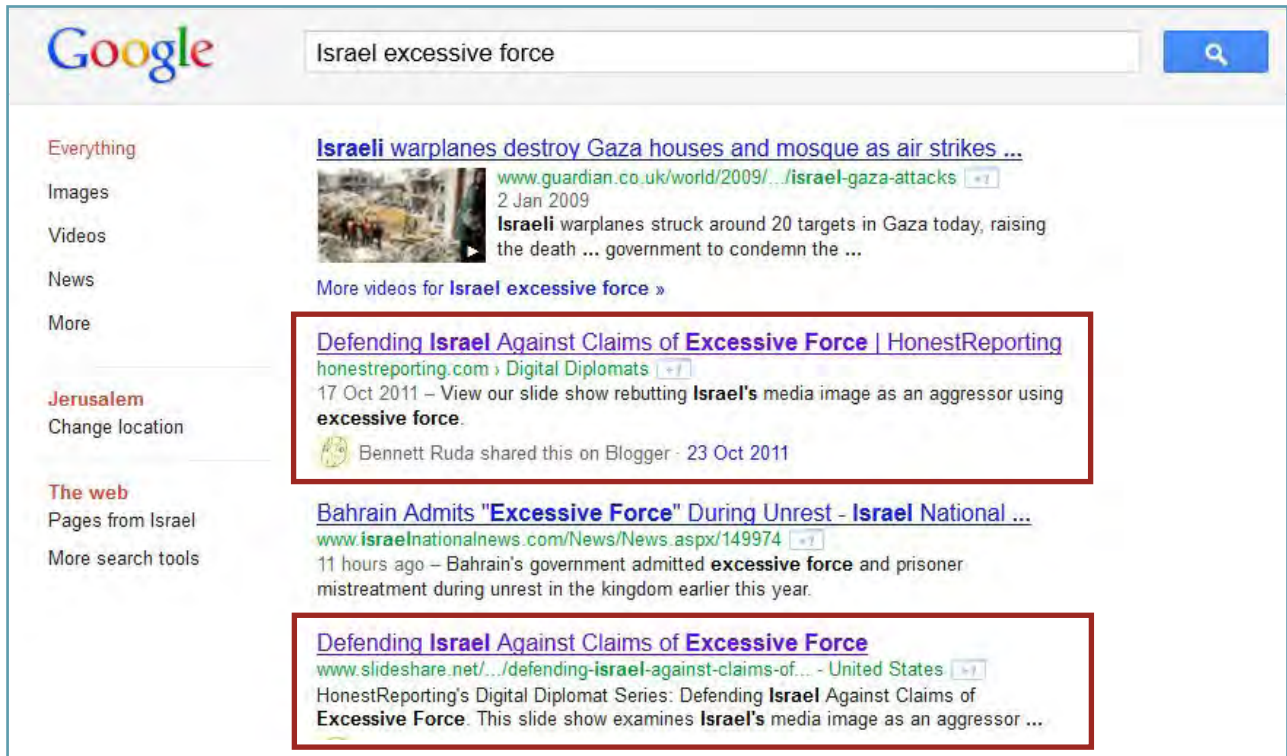 Google
Israel excessive force
Everything
Images
Videos
News
More
Jerusalem
Change location
The web
Pages from Israel
More search tools
Israeli warplanes destroy Gaza houses and mosque as air strikes ...
www.guardian.co.uk/world/2009/.../israel-gaza-attacks +1
2 Jan 2009
Israeli warplanes struck around 20 targets in Gaza today, raising
the death ... government to condemn the ...
More videos for Israel excessive force »
Defending Israel Against Claims of Excessive Force | HonestReporting
honestreporting.com › Digital Diplomats +1
17 Oct 2011 – View our slide show rebutting Israel's media image as an aggressor using
excessive force.
Bennett Ruda shared this on Blogger · 23 Oct 2011
Bahrain Admits "Excessive Force" During Unrest - Israel National ...
www.israelnationalnews.com/News/News.aspx/149974 +1
11 hours ago – Bahrain's government admitted excessive force and prisoner
mistreatment during unrest in the kingdom earlier this year.
Defending Israel Against Claims of Excessive Force
www.slideshare.net/.../defending-israel-against-claims-of... - United States +1
HonestReporting's Digital Diplomat Series: Defending Israel Against Claims of
Excessive Force. This slide show examines Israel's media image as an aggressor ...